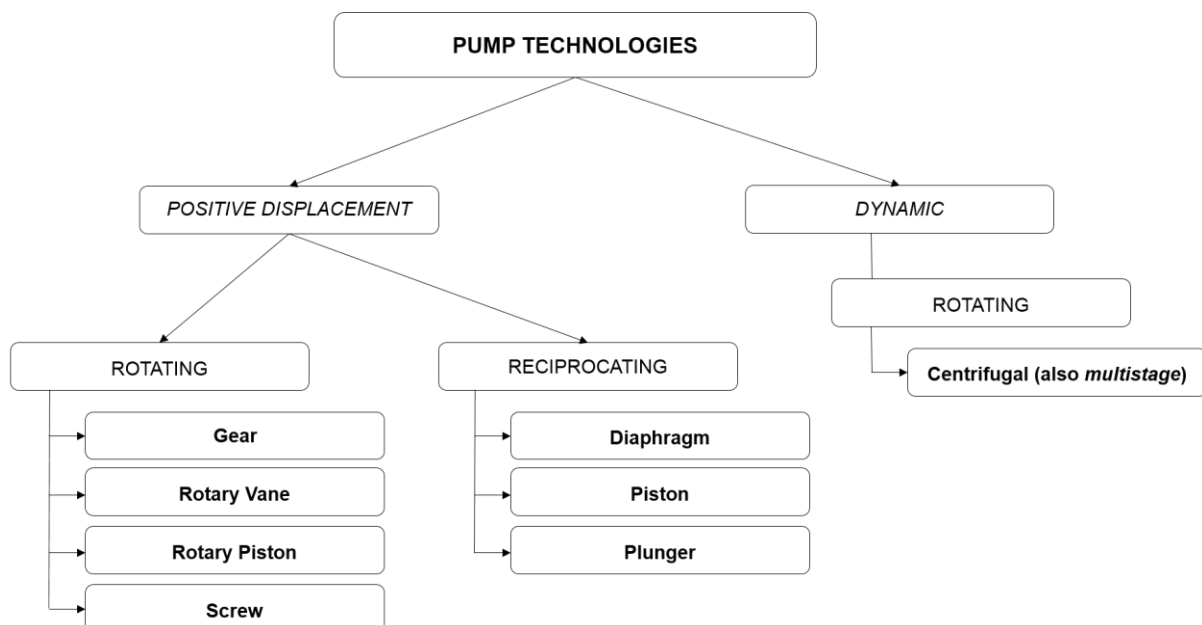 PUMP TECHNOLOGIES
POSITIVE DISPLACEMENT
DYNAMIC
ROTATING
RECIPROCATING
ROTATING
Gear
Rotary Vane
Rotary Piston
Screw
Diaphragm
Piston
Plunger
Centrifugal (also multistage)